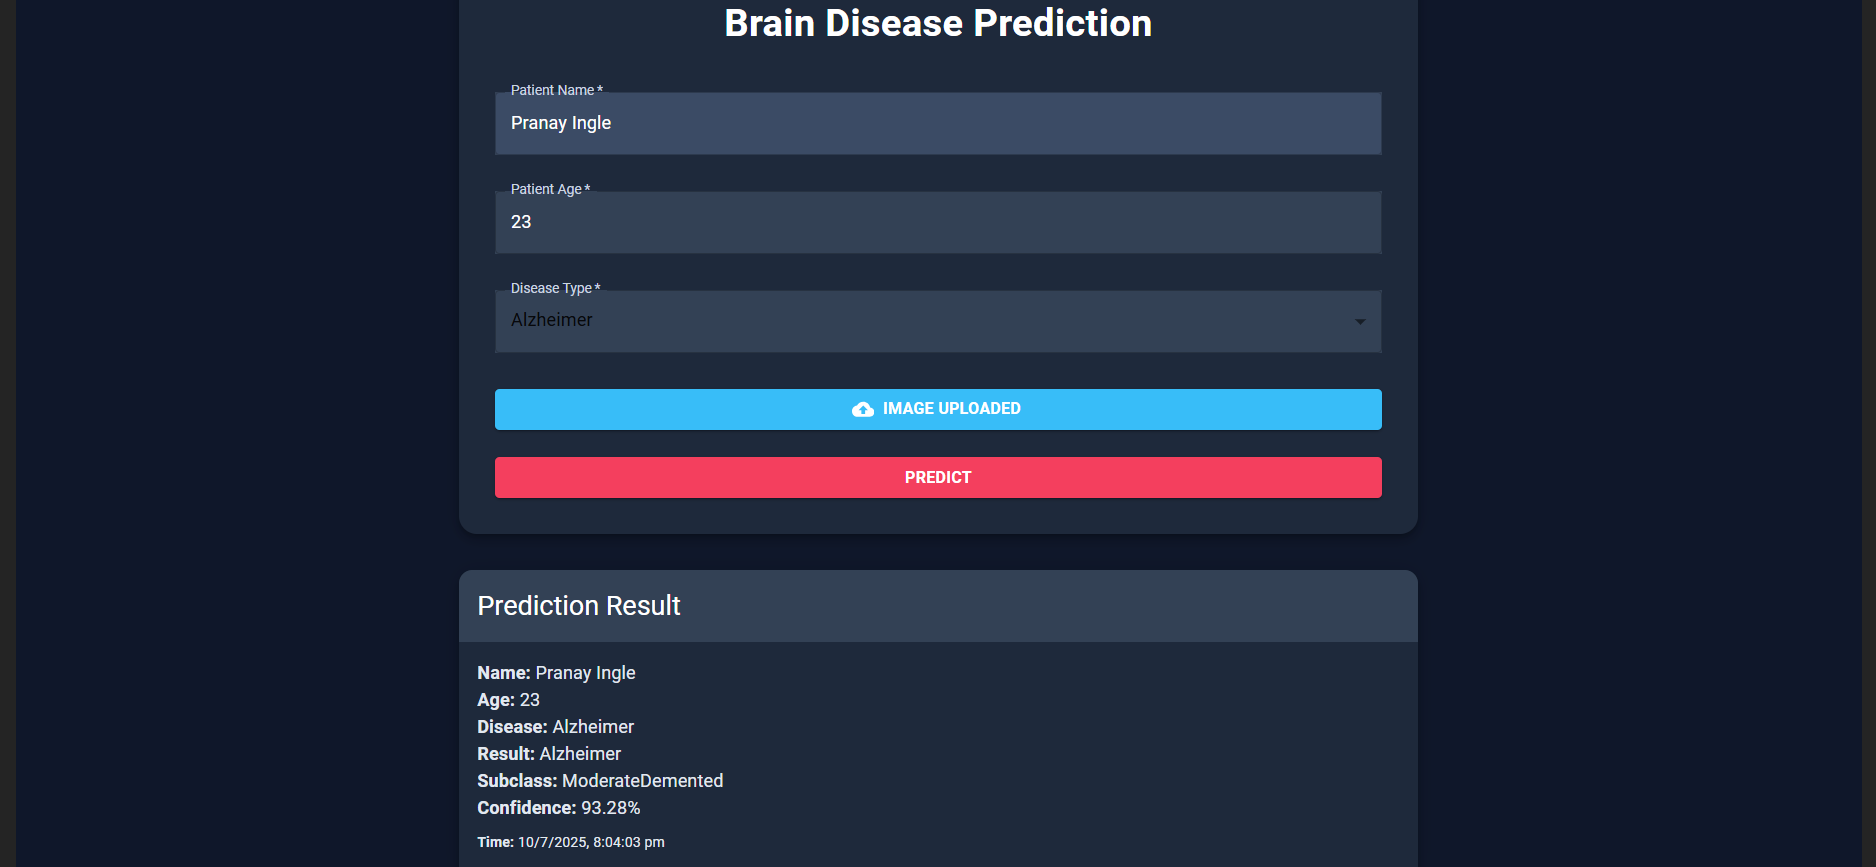 Brain Disease Prediction
Patient Name *
Pranay Ingle
Patient Age *
23
Disease Type *
Alzheimer
IMAGE UPLOADED
PREDICT
Prediction Result
Name: Pranay Ingle
Age: 23
Disease: Alzheimer
Result: Alzheimer
Subclass: ModerateDemented
Confidence: 93.28%
Time: 10/7/2025, 8:04:03 pm